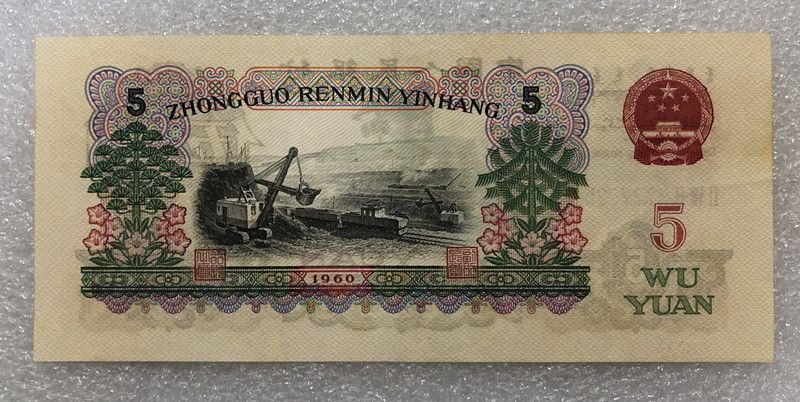 5 ZHONGGUO RENMIN YINHANG 5
5
WU
YUAN
1960